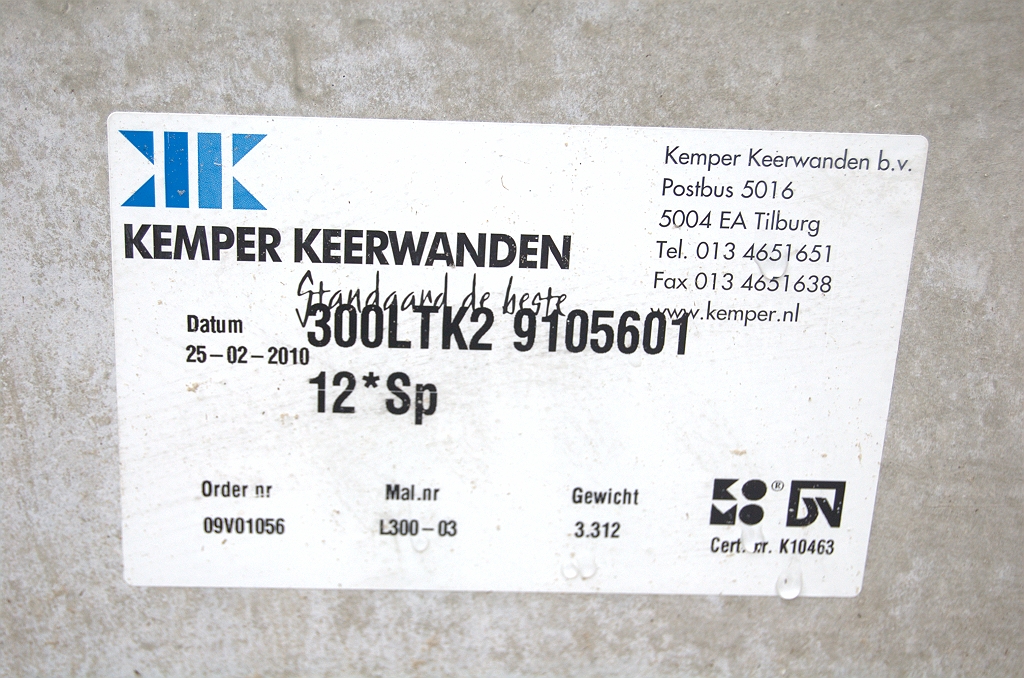 KEMPER KEERWANDEN
Standaard de beste
Kemper Keerwanden b.v.
Postbus 5016
5004 EA Tilburg
Tel. 013 4651651
Fax 013 4651638
www.kemper.nl
Datum
25-02-2010
300LTK2 9105601
12*Sp
Order nr
09V01056
Mal.nr
L300-03
Gewicht
3.312
KOMO ®
Cert. nr. K10463